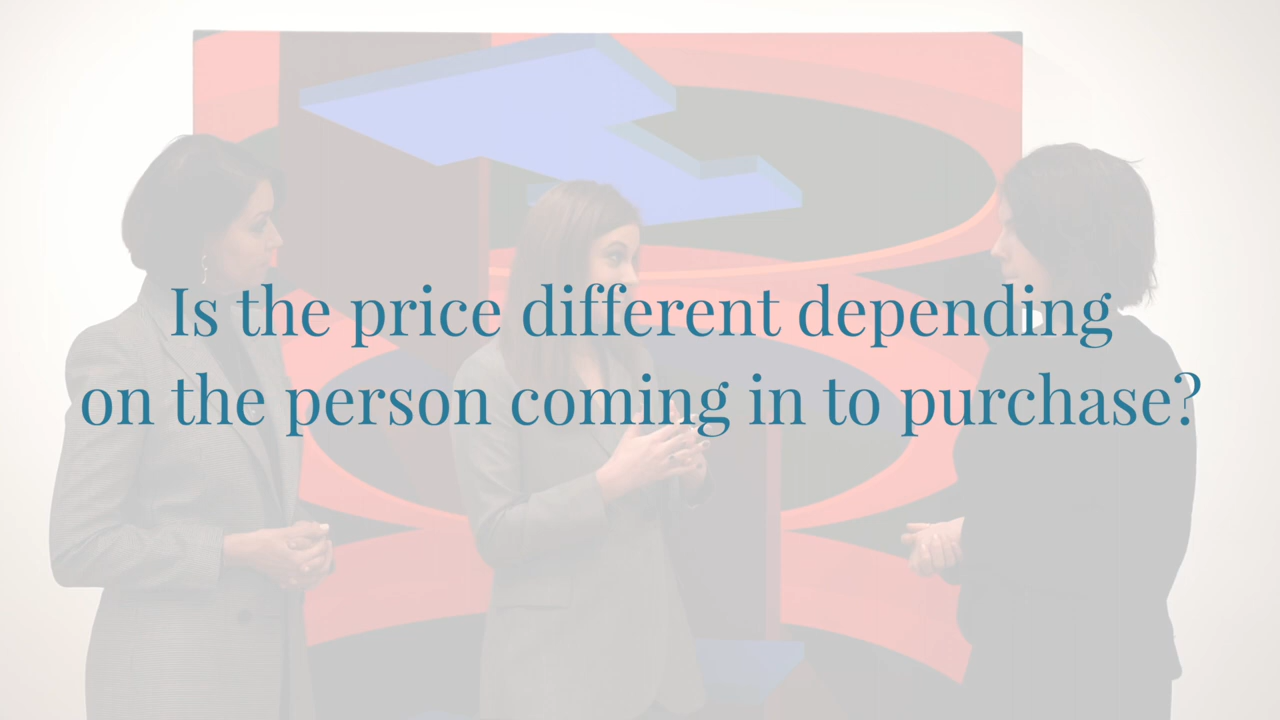 Is the price different depending
on the person coming in to purchase?